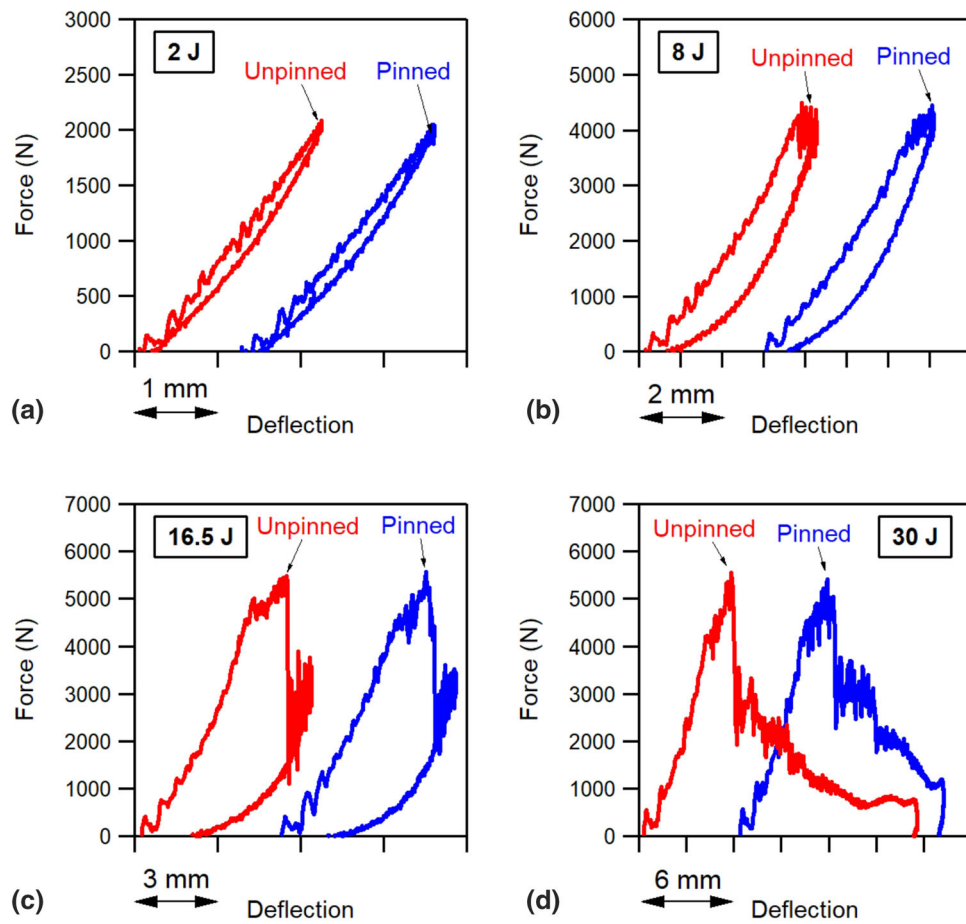 3000
2500
2000
1500
1000
500
0
Force (N)
2 J
Unpinned
Pinned
1 mm
Deflection
(a)
6000
5000
4000
3000
2000
1000
0
Force (N)
8 J
Unpinned
Pinned
2 mm
Deflection
(b)
7000
6000
5000
4000
3000
2000
1000
0
Force (N)
16.5 J
Unpinned
Pinned
3 mm
Deflection
(c)
7000
6000
5000
4000
3000
2000
1000
0
Force (N)
Unpinned
Pinned
30 J
6 mm
Deflection
(d)